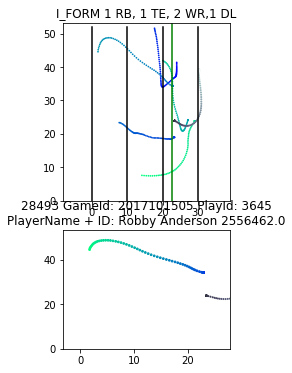 I_FORM 1 RB, 1 TE, 2 WR,1 DL
50
40
30
20
10
0
0 10 20 30
28493 GameId: 2017101505 PlayId: 3645
PlayerName + ID: Robby Anderson 2556462.0
40
20
0
0 10 20